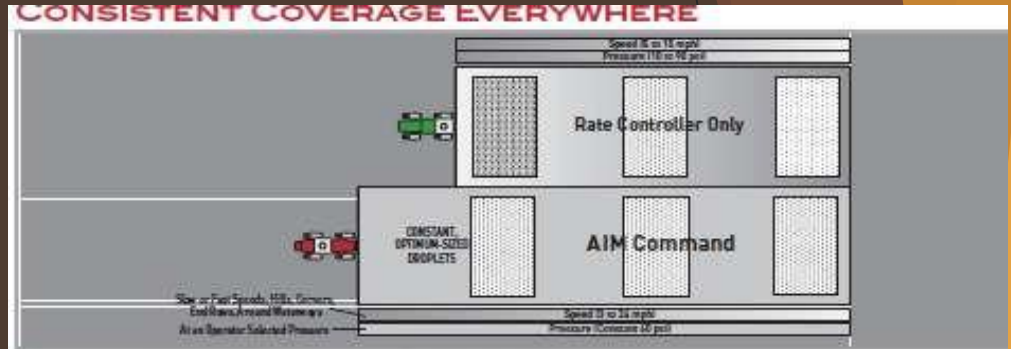 CONSISTENT COVERAGE EVERYWHERE
Speed (5 to 15 mph)
Pressure (10 to 90 psi)
Rate Controller Only
CONSTANT,
OPTIMUM-SIZED
DROPLETS
AIM Command
Slow or Fast Speeds, Hills, Corners,
End Rows, Around Waterways
At an Operator Selected Pressure
Speed (3 to 24 mph)
Pressure (Constant 40 psi)